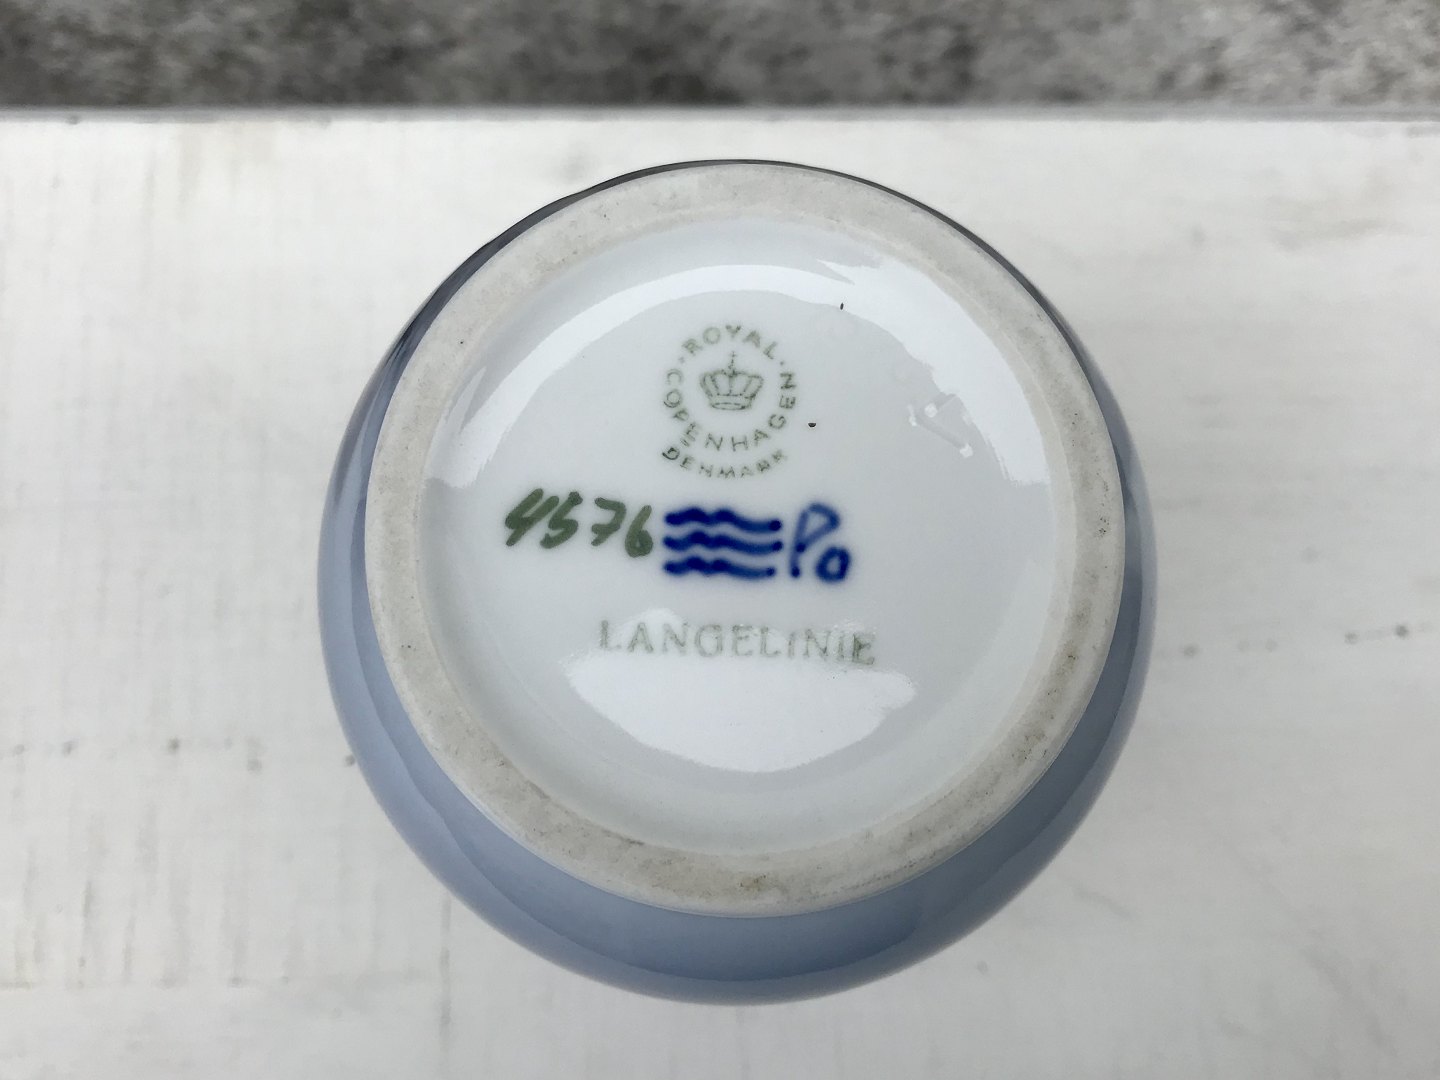 ROYAL
COPENHAGEN
DENMARK
4576 Po
LANGELINIE